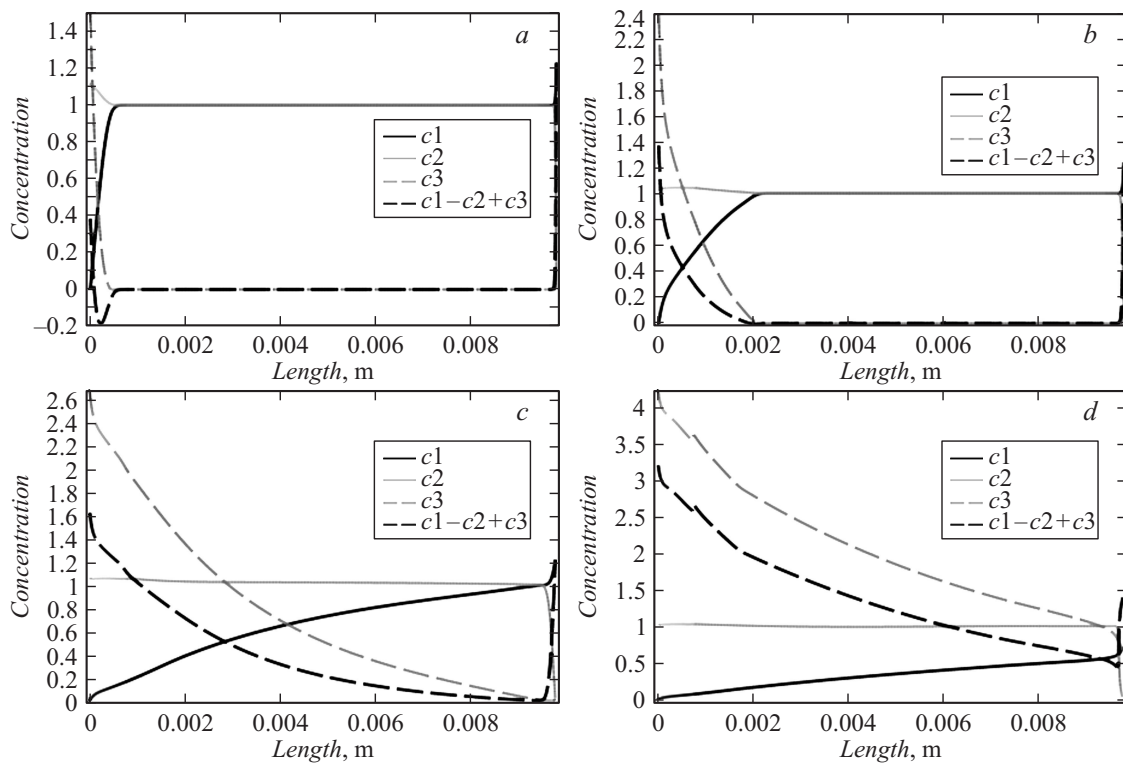 a
1.4
1.2
1
0.8
0.6
0.4
0.2
0
–0.2
Concentration
c1
c2
c3
c1–c2+c3
0 0.002 0.004 0.006 0.008
Length, m
b
2.4
2.2
2
1.8
1.6
1.4
1.2
1
0.8
0.6
0.4
0.2
0
Concentration
c1
c2
c3
c1–c2+c3
0 0.002 0.004 0.006 0.008
Length, m
c
2.6
2.4
2.2
2
1.8
1.6
1.4
1.2
1
0.8
0.6
0.4
0.2
0
Concentration
c1
c2
c3
c1–c2+c3
0 0.002 0.004 0.006 0.008
Length, m
d
4
3.5
3
2.5
2
1.5
1
0.5
0
Concentration
c1
c2
c3
c1–c2+c3
0 0.002 0.004 0.006 0.008
Length, m